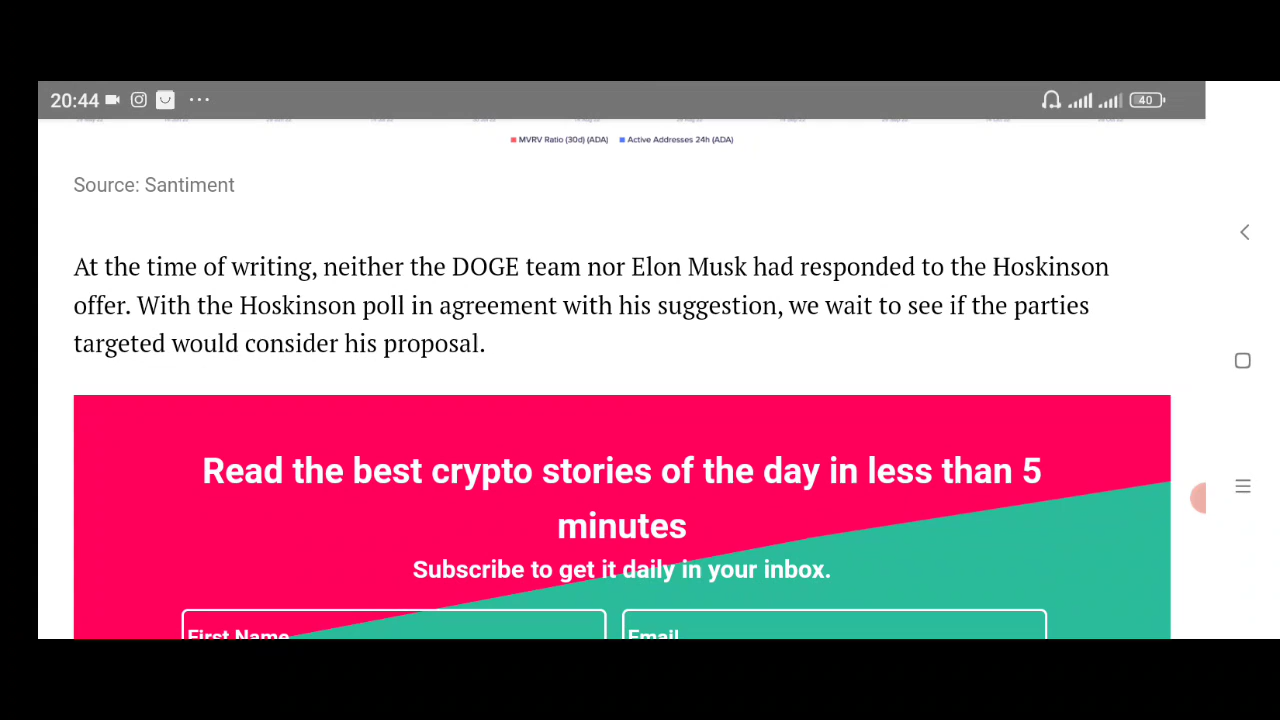 20:44
40
MVRV Ratio (30d) (ADA) Active Addresses 24h (ADA)
Source: Santiment
At the time of writing, neither the DOGE team nor Elon Musk had responded to the Hoskinson
offer. With the Hoskinson poll in agreement with his suggestion, we wait to see if the parties
targeted would consider his proposal.
Read the best crypto stories of the day in less than 5
minutes
Subscribe to get it daily in your inbox.
First Name
Email